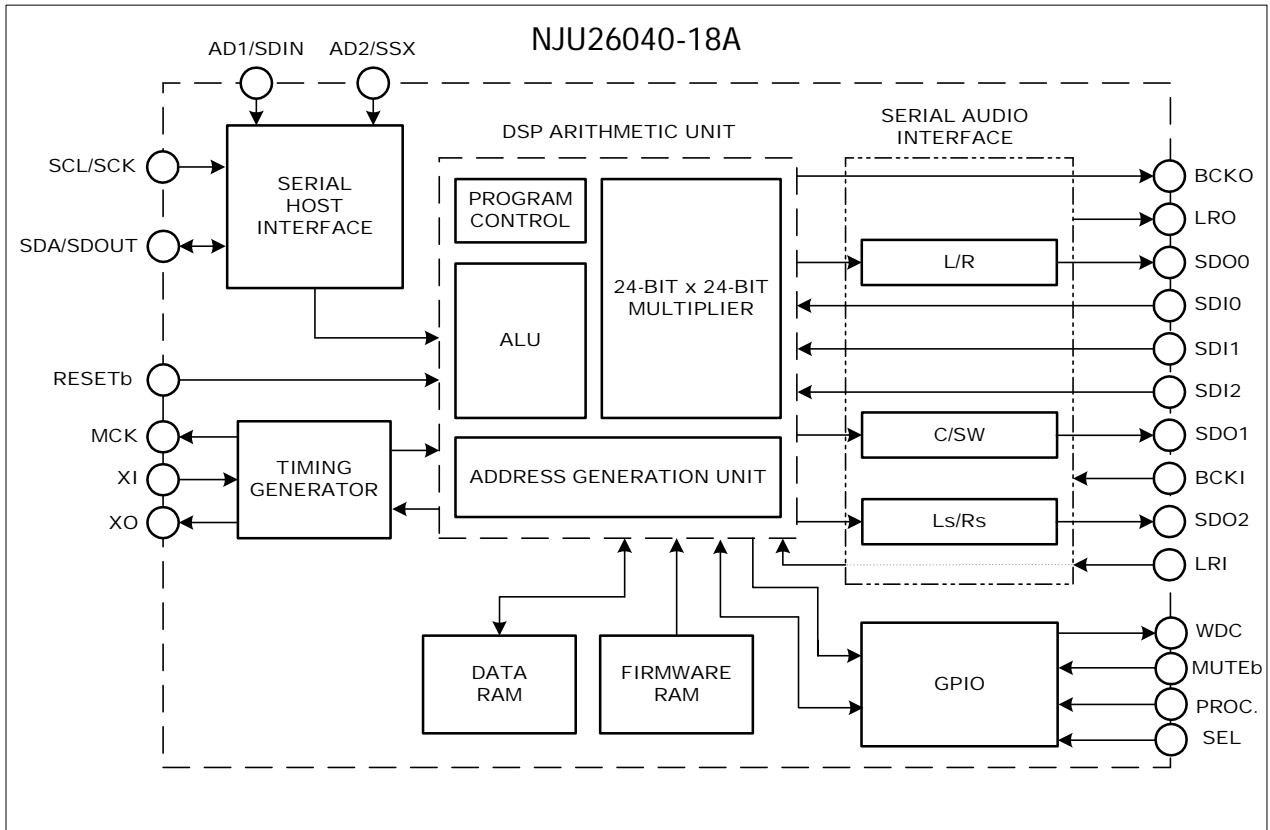 NJU26040-18A
AD1/SDIN
AD2/SSX
SCL/SCK
SDA/SDOUT
SERIAL
HOST
INTERFACE
RESETb
MCK
XI
XO
TIMING
GENERATOR
DSP ARITHMETIC UNIT
PROGRAM
CONTROL
ALU
24-BIT x 24-BIT
MULTIPLIER
ADDRESS GENERATION UNIT
DATA
RAM
FIRMWARE
RAM
SERIAL AUDIO
INTERFACE
L/R
C/SW
Ls/Rs
GPIO
BCKO
LRO
SDO0
SDI0
SDI1
SDI2
SDO1
BCKI
SDO2
LRI
WDC
MUTEb
PROC.
SEL